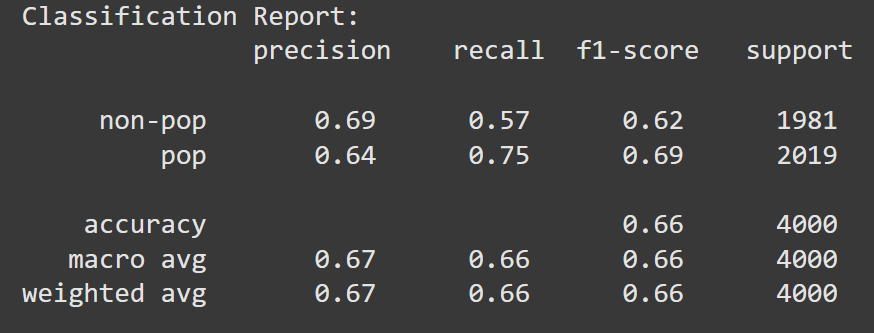 Classification Report:
precision recall f1-score support
non-pop 0.69 0.57 0.62 1981
pop 0.64 0.75 0.69 2019
accuracy 0.66 4000
macro avg 0.67 0.66 0.66 4000
weighted avg 0.67 0.66 0.66 4000